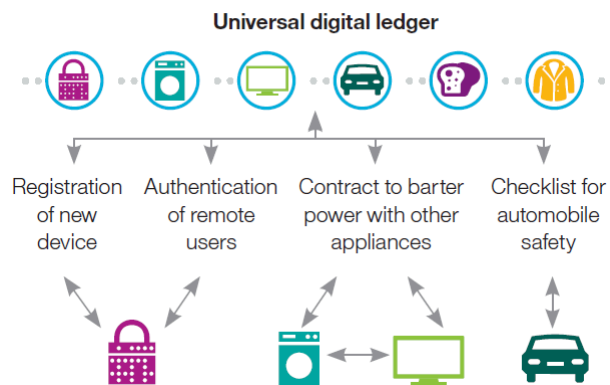 Universal digital ledger
Registration
of new
device
Authentication
of remote
users
Contract to barter
power with other
appliances
Checklist for
automobile
safety